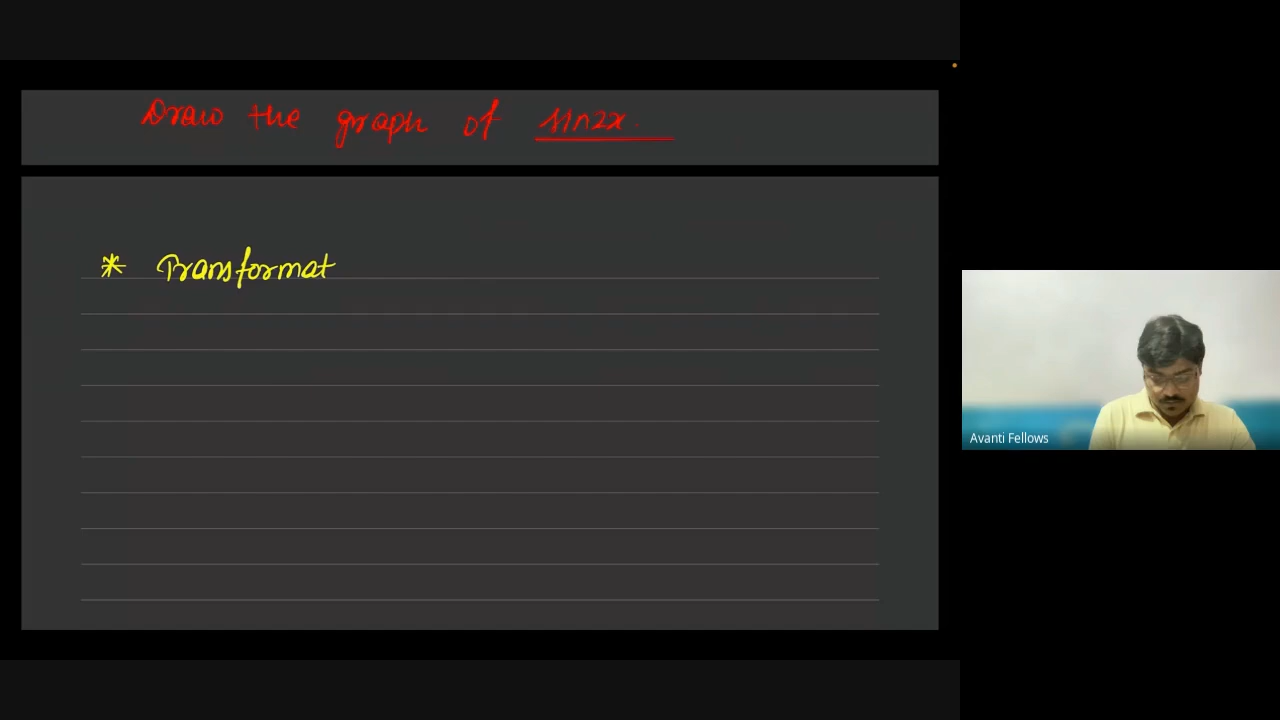 Draw the graph of sin2x.
* Transformat
Avanti Fellows